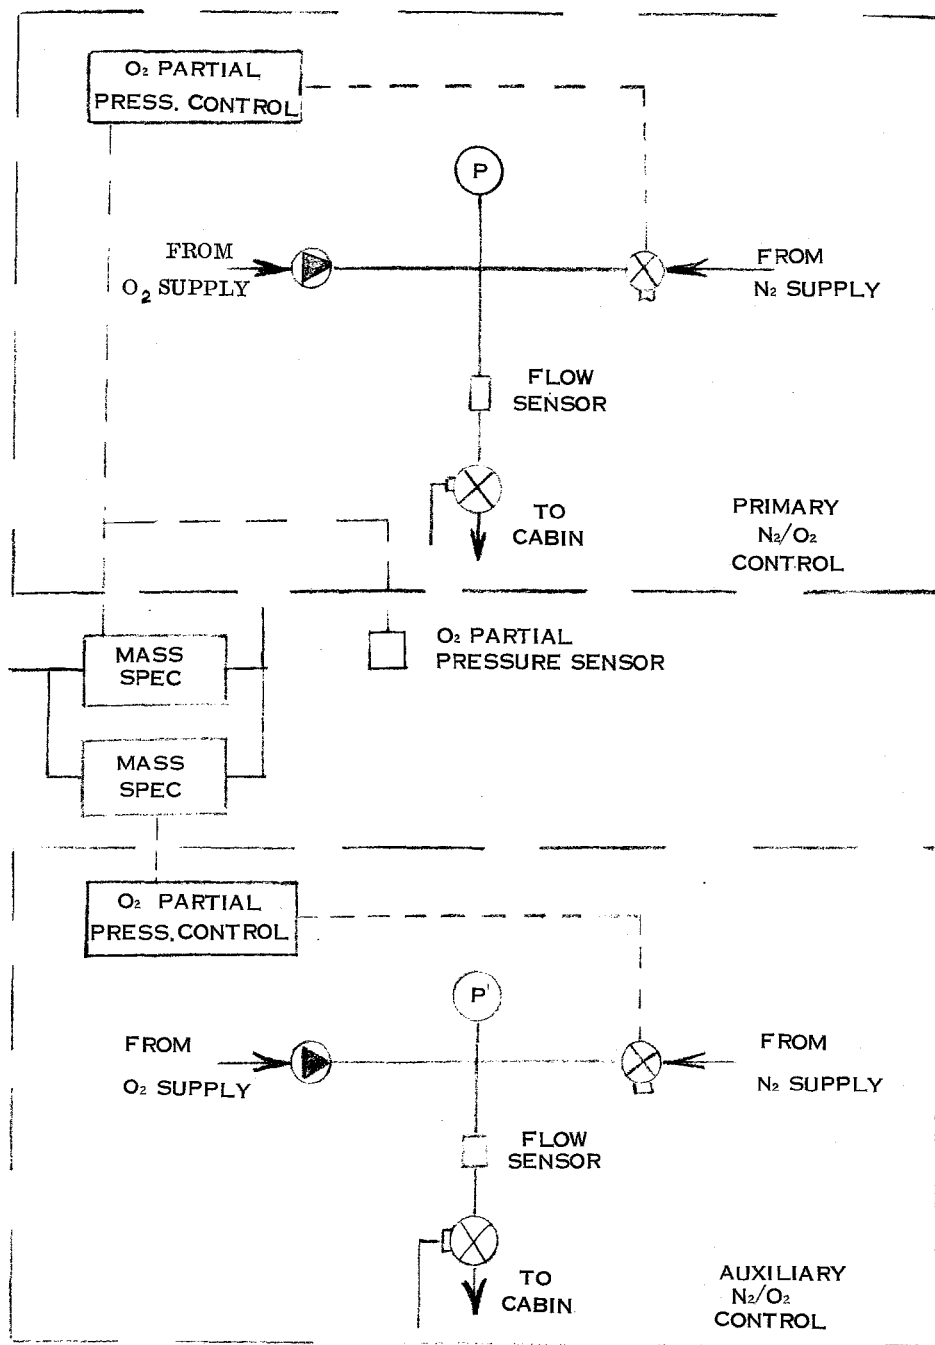 O₂ PARTIAL
PRESS. CONTROL
P
FROM
O₂ SUPPLY
FROM
N₂ SUPPLY
FLOW
SENSOR
TO
CABIN
PRIMARY
N₂/O₂
CONTROL
MASS
SPEC
O₂ PARTIAL
PRESSURE SENSOR
MASS
SPEC
O₂ PARTIAL
PRESS. CONTROL
P'
FROM
O₂ SUPPLY
FROM
N₂ SUPPLY
FLOW
SENSOR
TO
CABIN
AUXILIARY
N₂/O₂
CONTROL